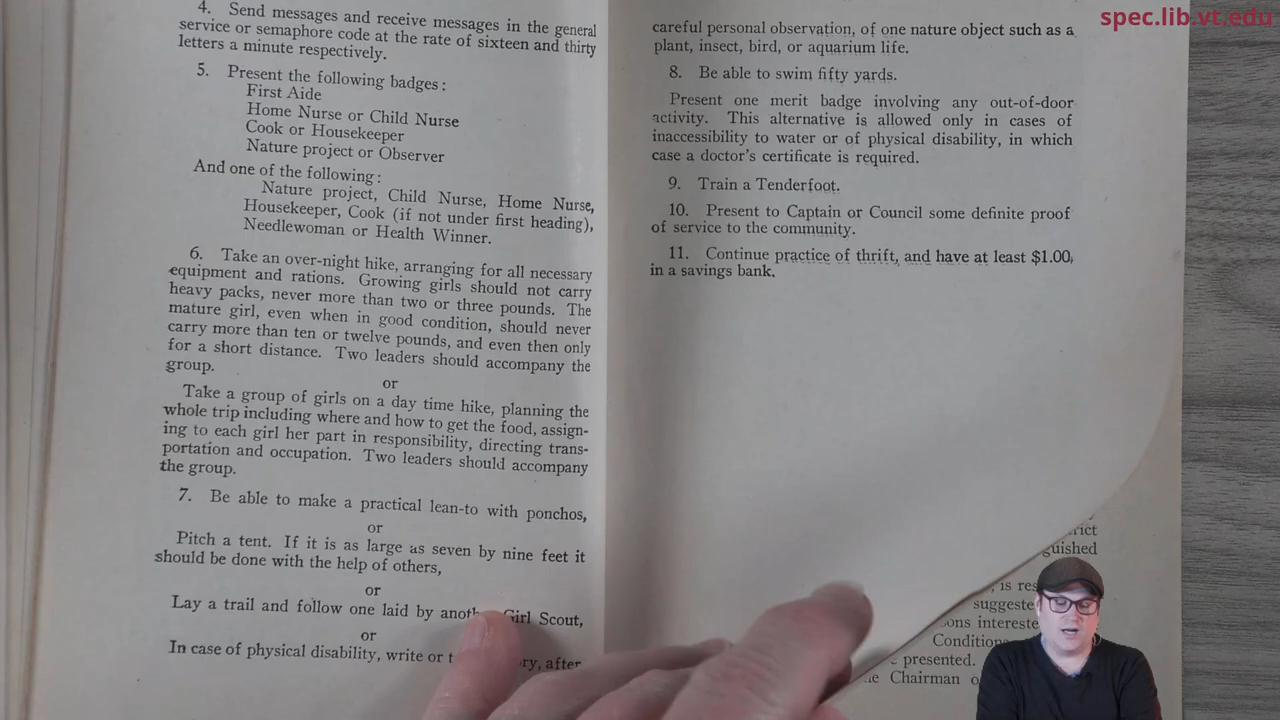 spec.lib.vt.edu
4. Send messages and receive messages in the general
service or semaphore code at the rate of sixteen and thirty
letters a minute respectively.
5. Present the following badges:
First Aide
Home Nurse or Child Nurse
Cook or Housekeeper
Nature project or Observer
And one of the following:
Nature project, Child Nurse, Home Nurse,
Housekeeper, Cook (if not under first heading),
Needlewoman or Health Winner.
6. Take an over-night hike, arranging for all necessary
equipment and rations. Growing girls should not carry
heavy packs, never more than two or three pounds. The
mature girl, even when in good condition, should never
carry more than ten or twelve pounds, and even then only
for a short distance. Two leaders should accompany the
group.
or
Take a group of girls on a day time hike, planning the
whole trip including where and how to get the food, assign-
ing to each girl her part in responsibility, directing trans-
portation and occupation. Two leaders should accompany
the group.
7. Be able to make a practical lean-to with ponchos,
or
Pitch a tent. If it is as large as seven by nine feet it
should be done with the help of others,
or
Lay a trail and follow one laid by Girl Scout,
or
In case of physical disability, write or after
careful personal observation, of one nature object such as a
plant, insect, bird, or aquarium life.
8. Be able to swim fifty yards.
Present one merit badge involving any out-of-door
activity. This alternative is allowed only in cases of
inaccessibility to water or of physical disability, in which
case a doctor's certificate is required.
9. Train a Tenderfoot.
10. Present to Captain or Council some definite proof
of service to the community.
11. Continue practice of thrift, and have at least $1.00,
in a savings bank.
is
Conditions
presented.
Chairman